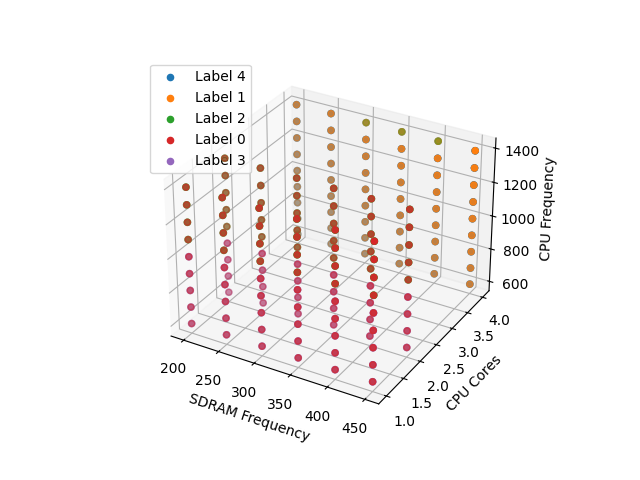 Label 4
Label 1
Label 2
Label 0
Label 3
1400
1200
1000
800
600
CPU Frequency
4.0
3.5
3.0
2.5
2.0
1.5
1.0
CPU Cores
200
250
300
350
400
450
SDRAM Frequency